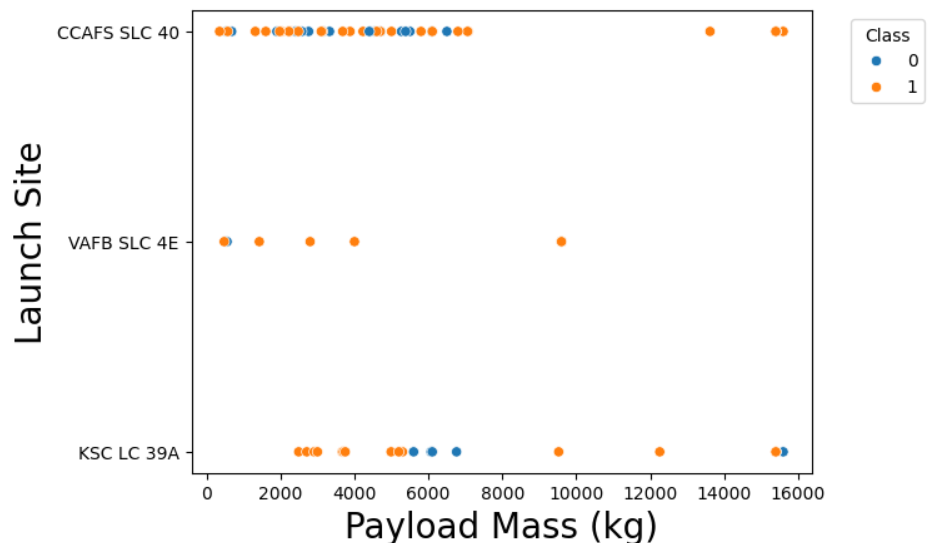 CCAFS SLC 40
VAFB SLC 4E
KSC LC 39A
Launch Site
0 2000 4000 6000 8000 10000 12000 14000 16000
Payload Mass (kg)
Class
0
1